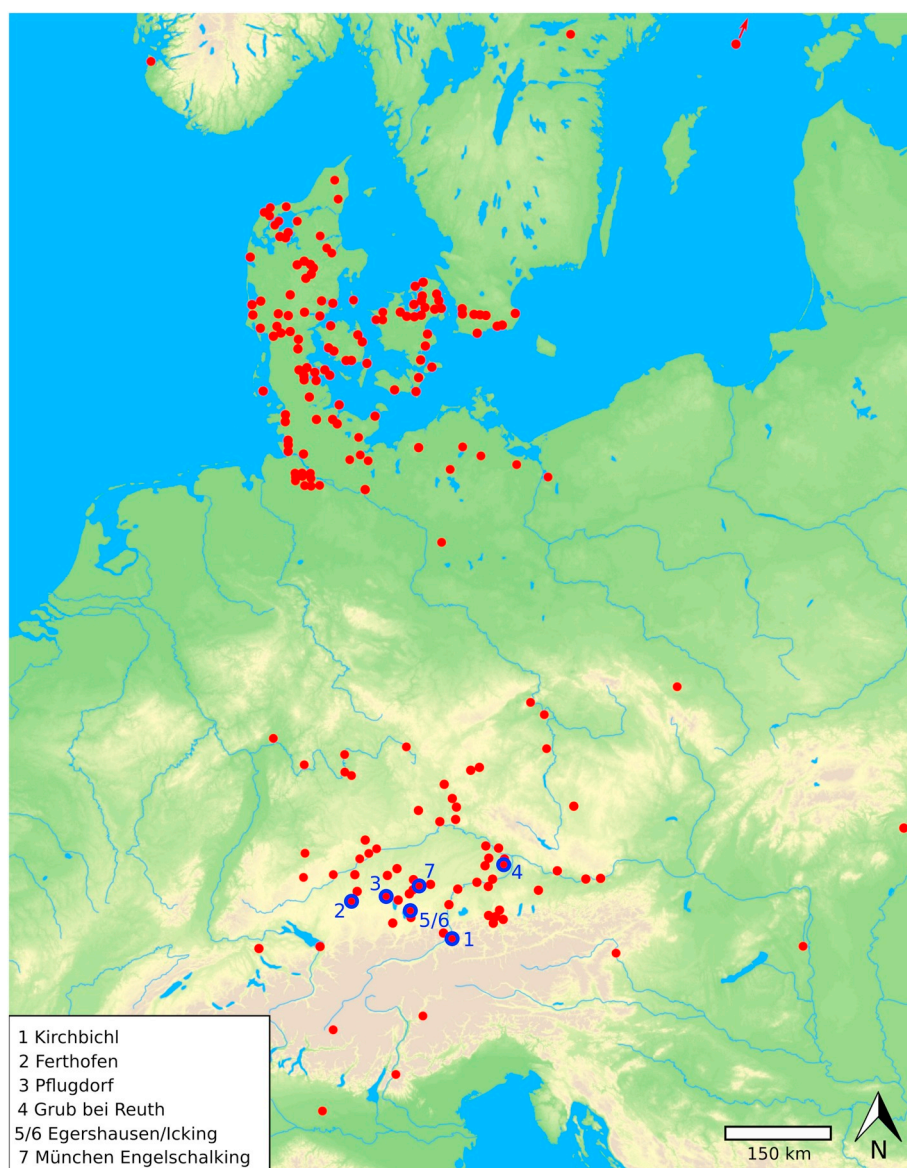 7
4
3
2
5/6
1
1 Kirchbichl
2 Ferthofen
3 Pflugdorf
4 Grub bei Reuth
5/6 Egershausen/Icking
7 München Engelschalking
150 km
N